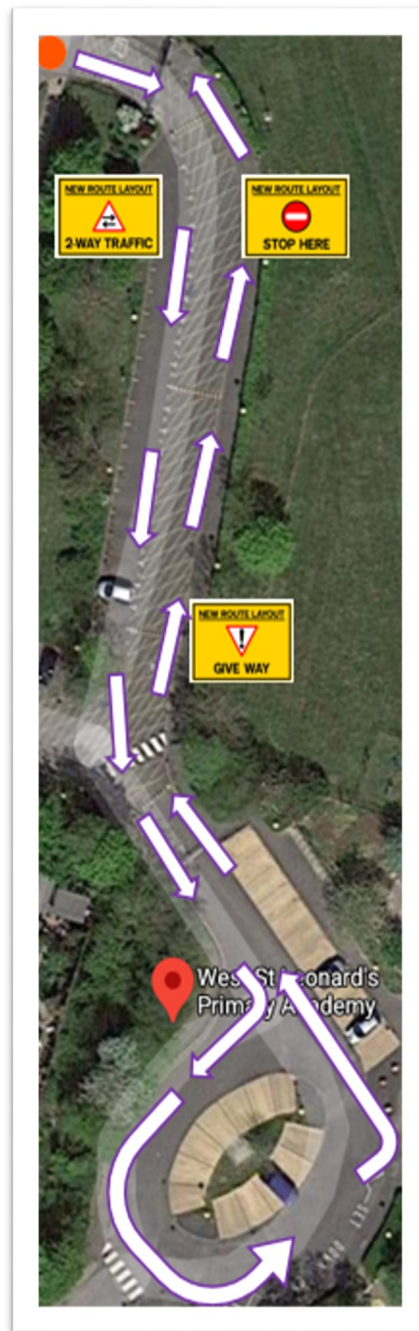 NEW ROUTE LAYOUT
2-WAY TRAFFIC
NEW ROUTE LAYOUT
STOP HERE
NEW ROUTE LAYOUT
!
GIVE WAY
West St Leonard's
Primary Academy